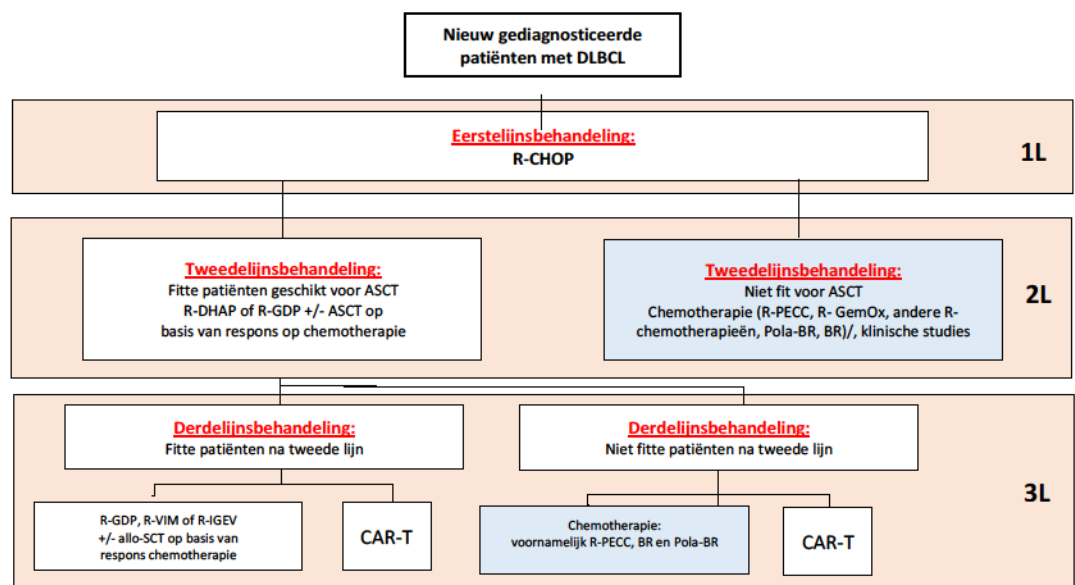 Nieuw gediagnosticeerde
patiënten met DLBCL
Eerstelijnsbehandeling:
R-CHOP
1L
Tweedelijnsbehandeling:
Fitte patiënten geschikt voor ASCT
R-DHAP of R-GDP +/- ASCT op
basis van respons op chemotherapie
Tweedelijnsbehandeling:
Niet fit voor ASCT
Chemotherapie (R-PECC, R- GemOx, andere R-
chemotherapieën, Pola-BR, BR)/, klinische studies
2L
Derdelijnsbehandeling:
Fitte patiënten na tweede lijn
Derdelijnsbehandeling:
Niet fitte patiënten na tweede lijn
3L
R-GDP, R-VIM of R-IGEV
+/- allo-SCT op basis van
respons chemotherapie
CAR-T
Chemotherapie:
voornamelijk R-PECC, BR en Pola-BR
CAR-T